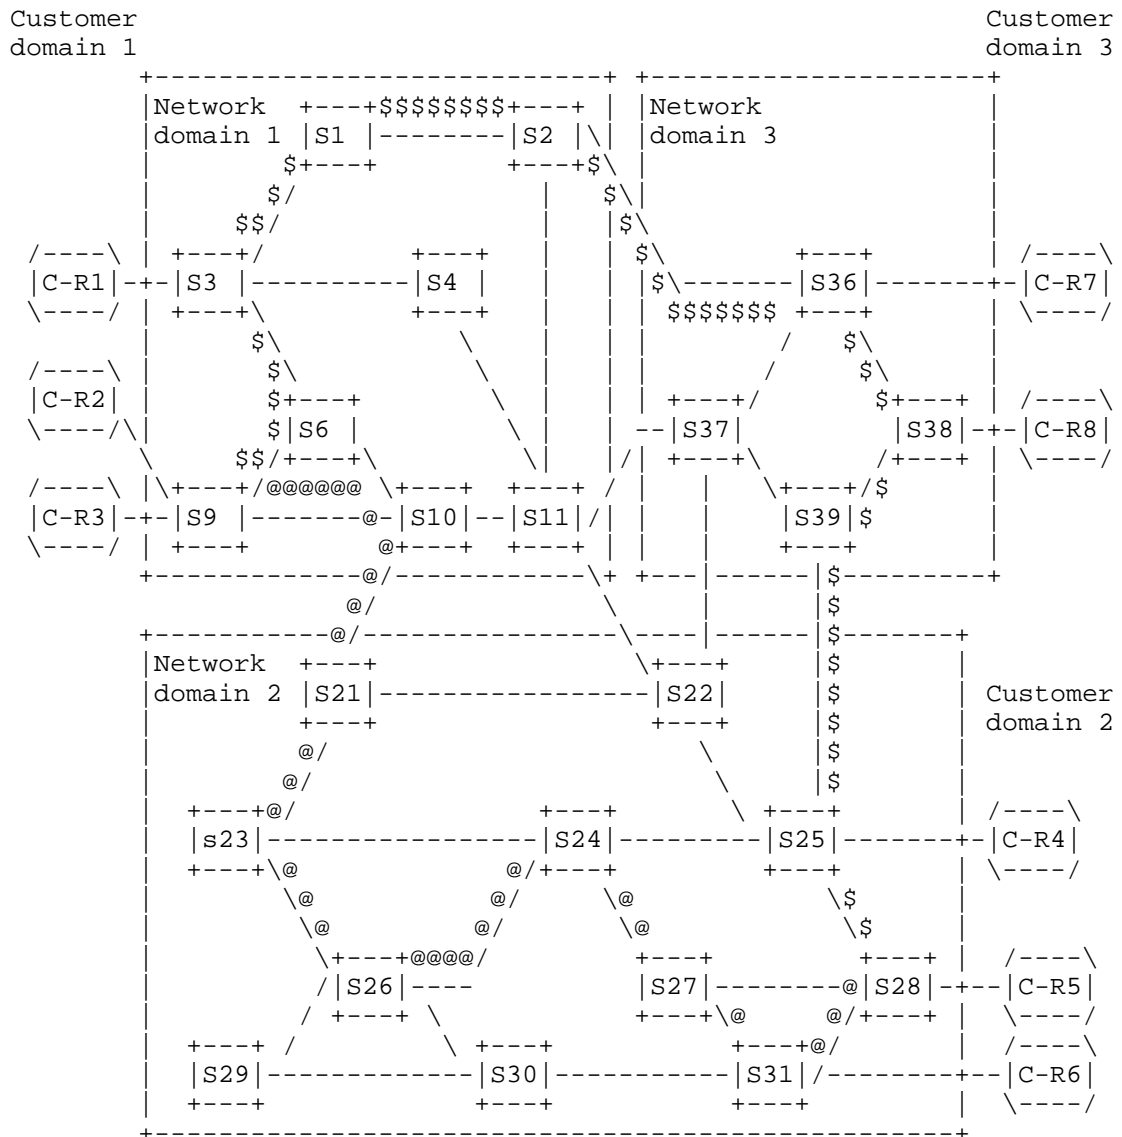 Customer Customer
domain 1 domain 3
Network Network
domain 1 S1 S2 domain 3
C-R1 S3 S4 S36 C-R7
C-R2 S6 S37 S38 C-R8
C-R3 S9 S10 S11 S39
Network
domain 2 S21 S22 Customer
domain 2
s23 S24 S25 C-R4
S26 S27 S28 C-R5
S29 S30 S31 C-R6